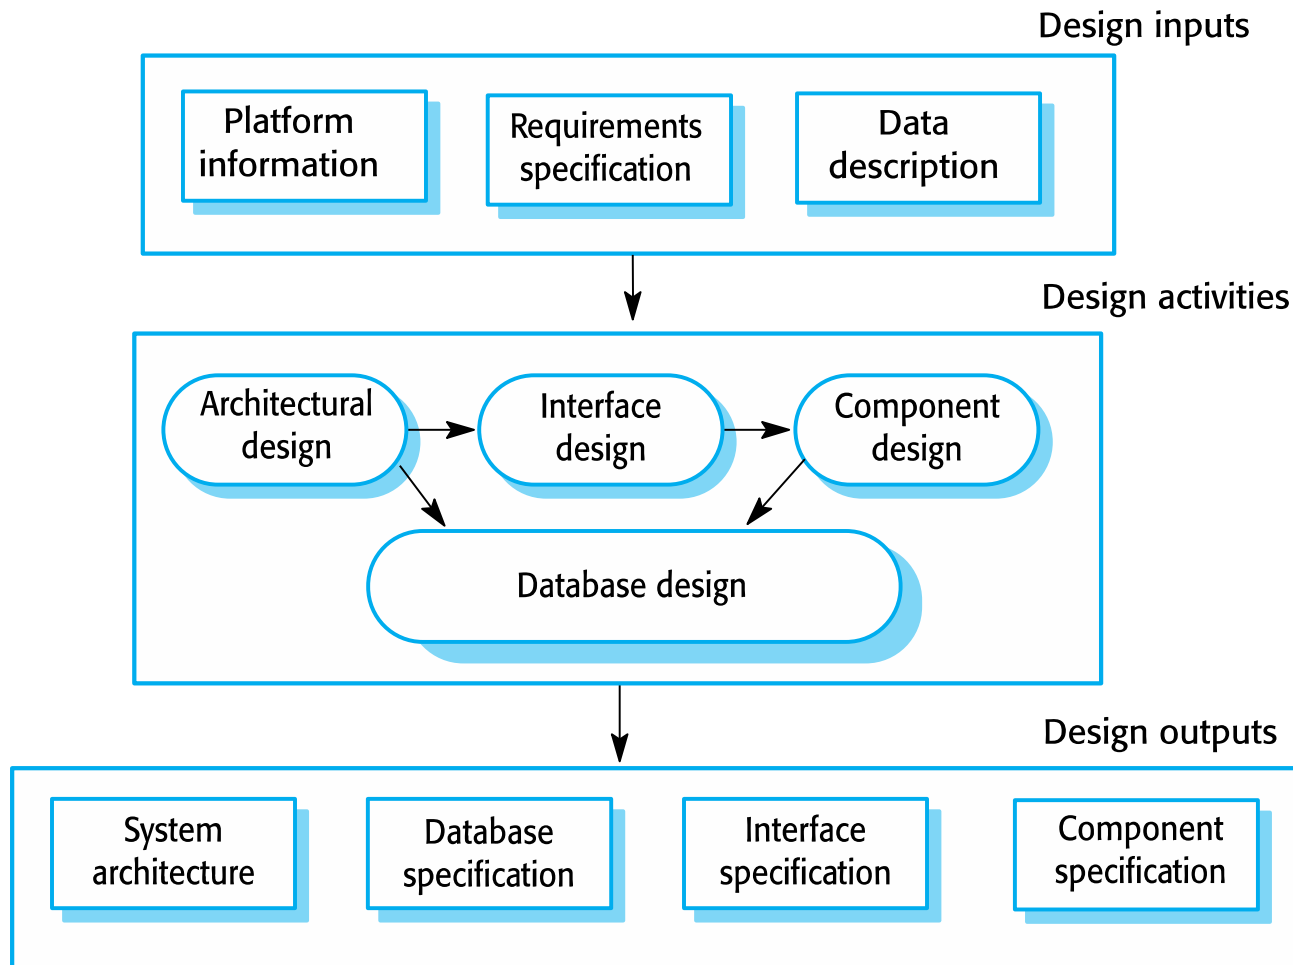 Design inputs
Platform
information
Requirements
specification
Data
description
Design activities
Architectural
design
Interface
design
Component
design
Database design
Design outputs
System
architecture
Database
specification
Interface
specification
Component
specification